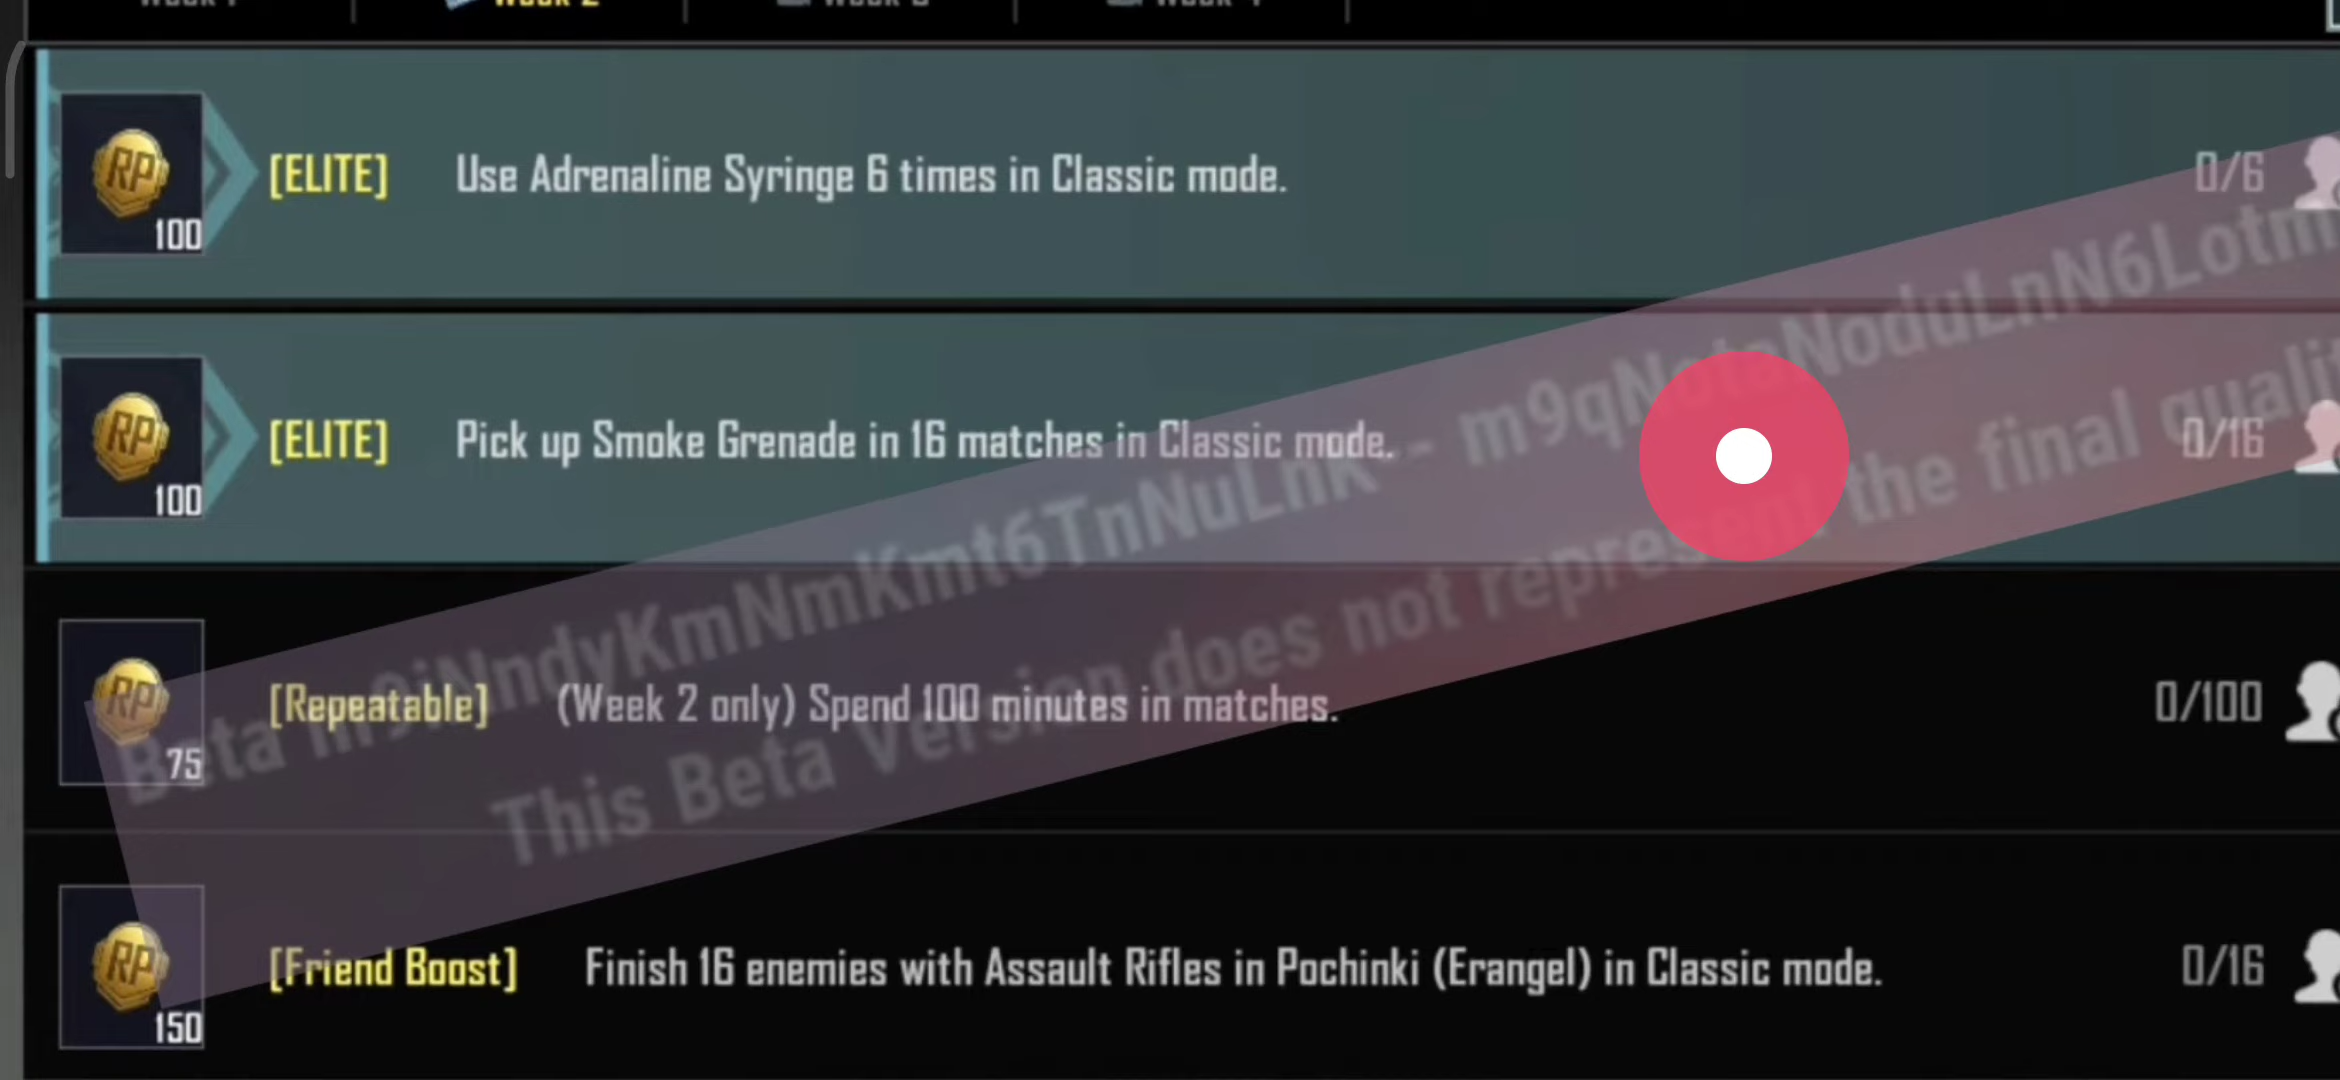 Week 2
100
[ELITE] Use Adrenaline Syringe 6 times in Classic mode. 0/6
100
[ELITE] Pick up Smoke Grenade in 16 matches in Classic mode. 0/16
75
[Repeatable] (Week 2 only) Spend 100 minutes in matches. 0/100
150
[Friend Boost] Finish 16 enemies with Assault Rifles in Pochinki (Erangel) in Classic mode. 0/16
Beta
This Beta Version does not represent the final
RP
RP
RP
RP